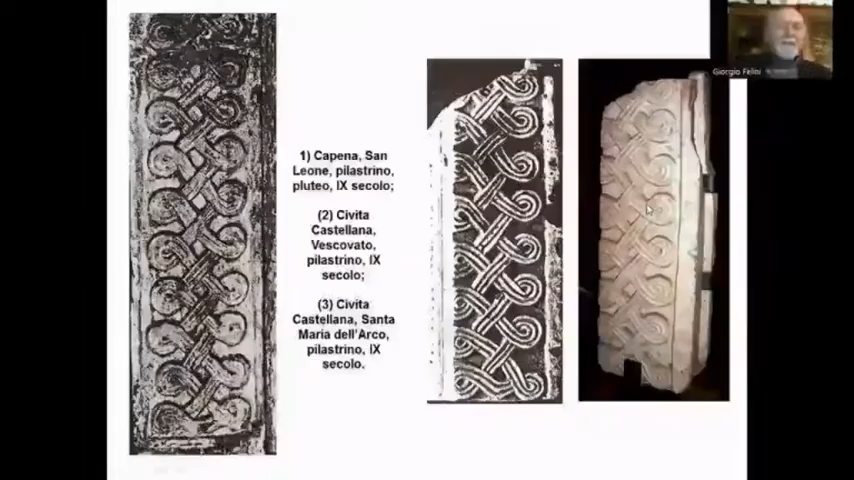 1) Capena, San
Leone, pilastrino,
pluteo, IX secolo;
(2) Civita
Castellana,
Vescovato,
pilastrino, IX
secolo;
(3) Civita
Castellana, Santa
Maria dell'Arco,
pilastrino, IX
secolo.
Giorgio Felini